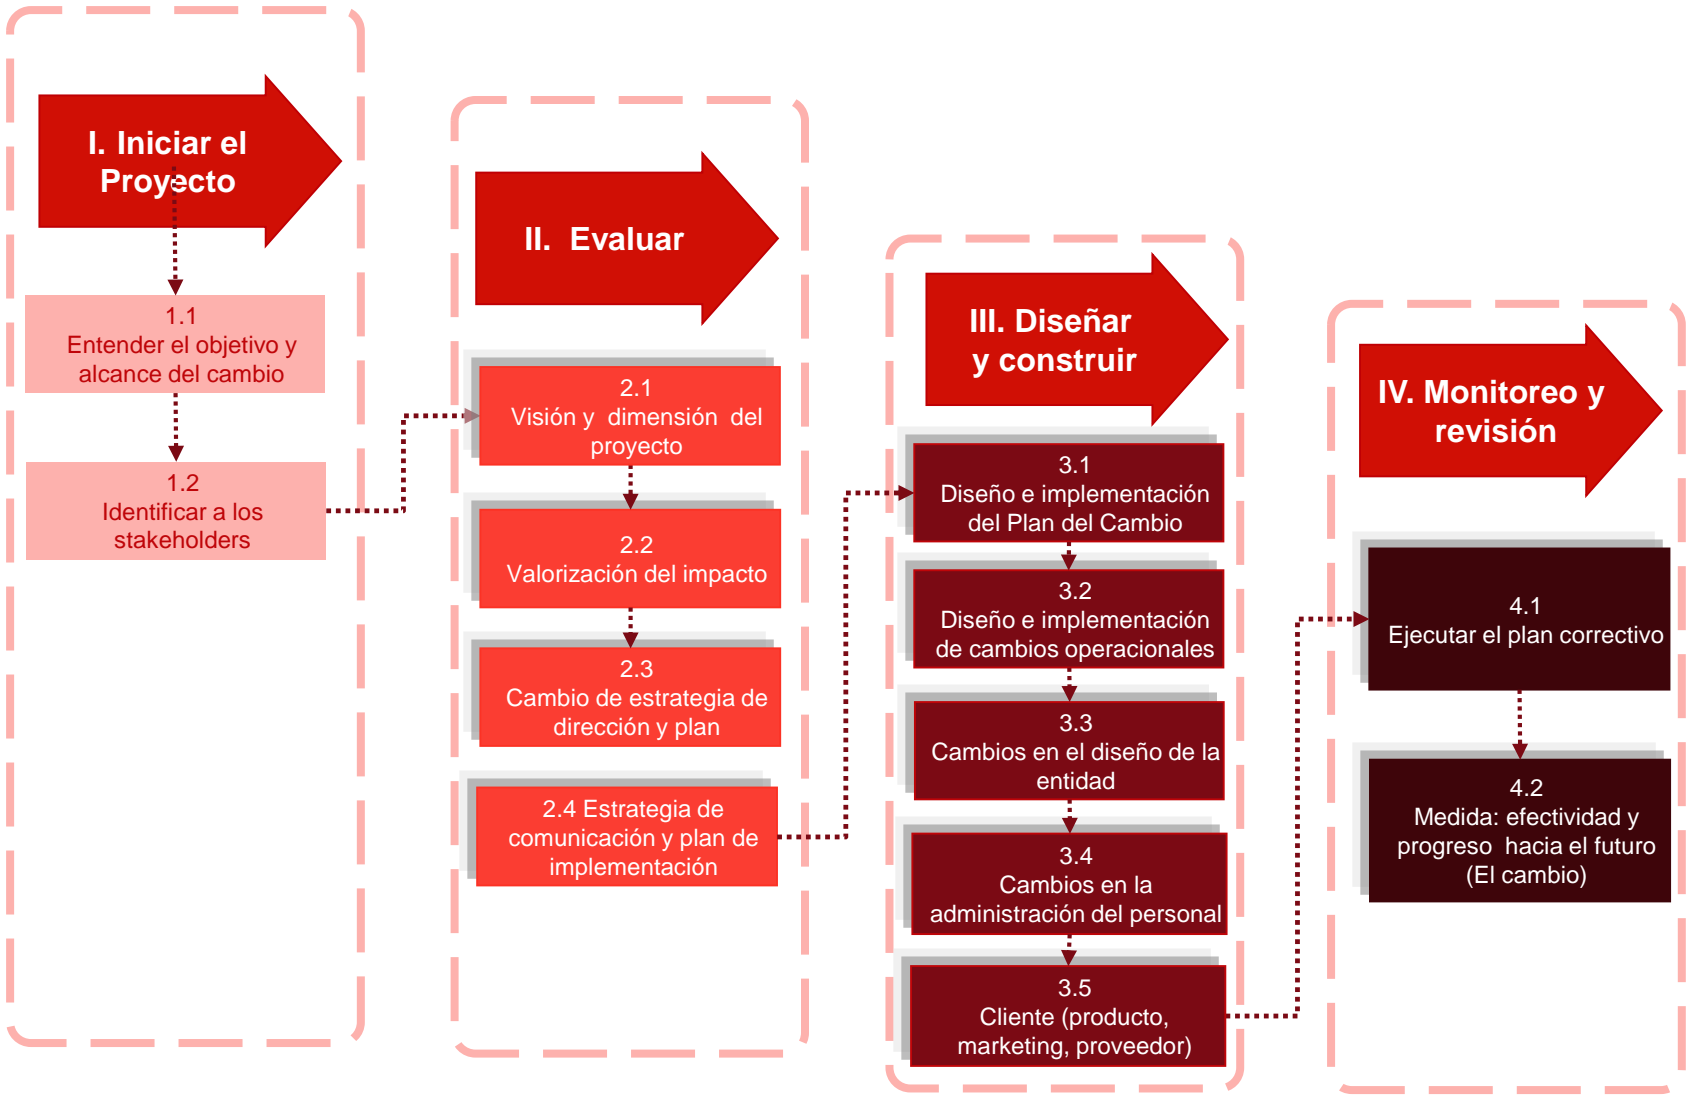 I. Iniciar el
Proyecto
1.1
Entender el objetivo y
alcance del cambio
1.2
Identificar a los
stakeholders
II. Evaluar
2.1
Visión y dimensión del
proyecto
2.2
Valorización del impacto
2.3
Cambio de estrategia de
dirección y plan
2.4 Estrategia de
comunicación y plan de
implementación
III. Diseñar
y construir
3.1
Diseño e implementación
del Plan del Cambio
3.2
Diseño e implementación
de cambios operacionales
3.3
Cambios en el diseño de la
entidad
3.4
Cambios en la
administración del personal
3.5
Cliente (producto,
marketing, proveedor)
IV. Monitoreo y
revisión
4.1
Ejecutar el plan correctivo
4.2
Medida: efectividad y
progreso hacia el futuro
(El cambio)